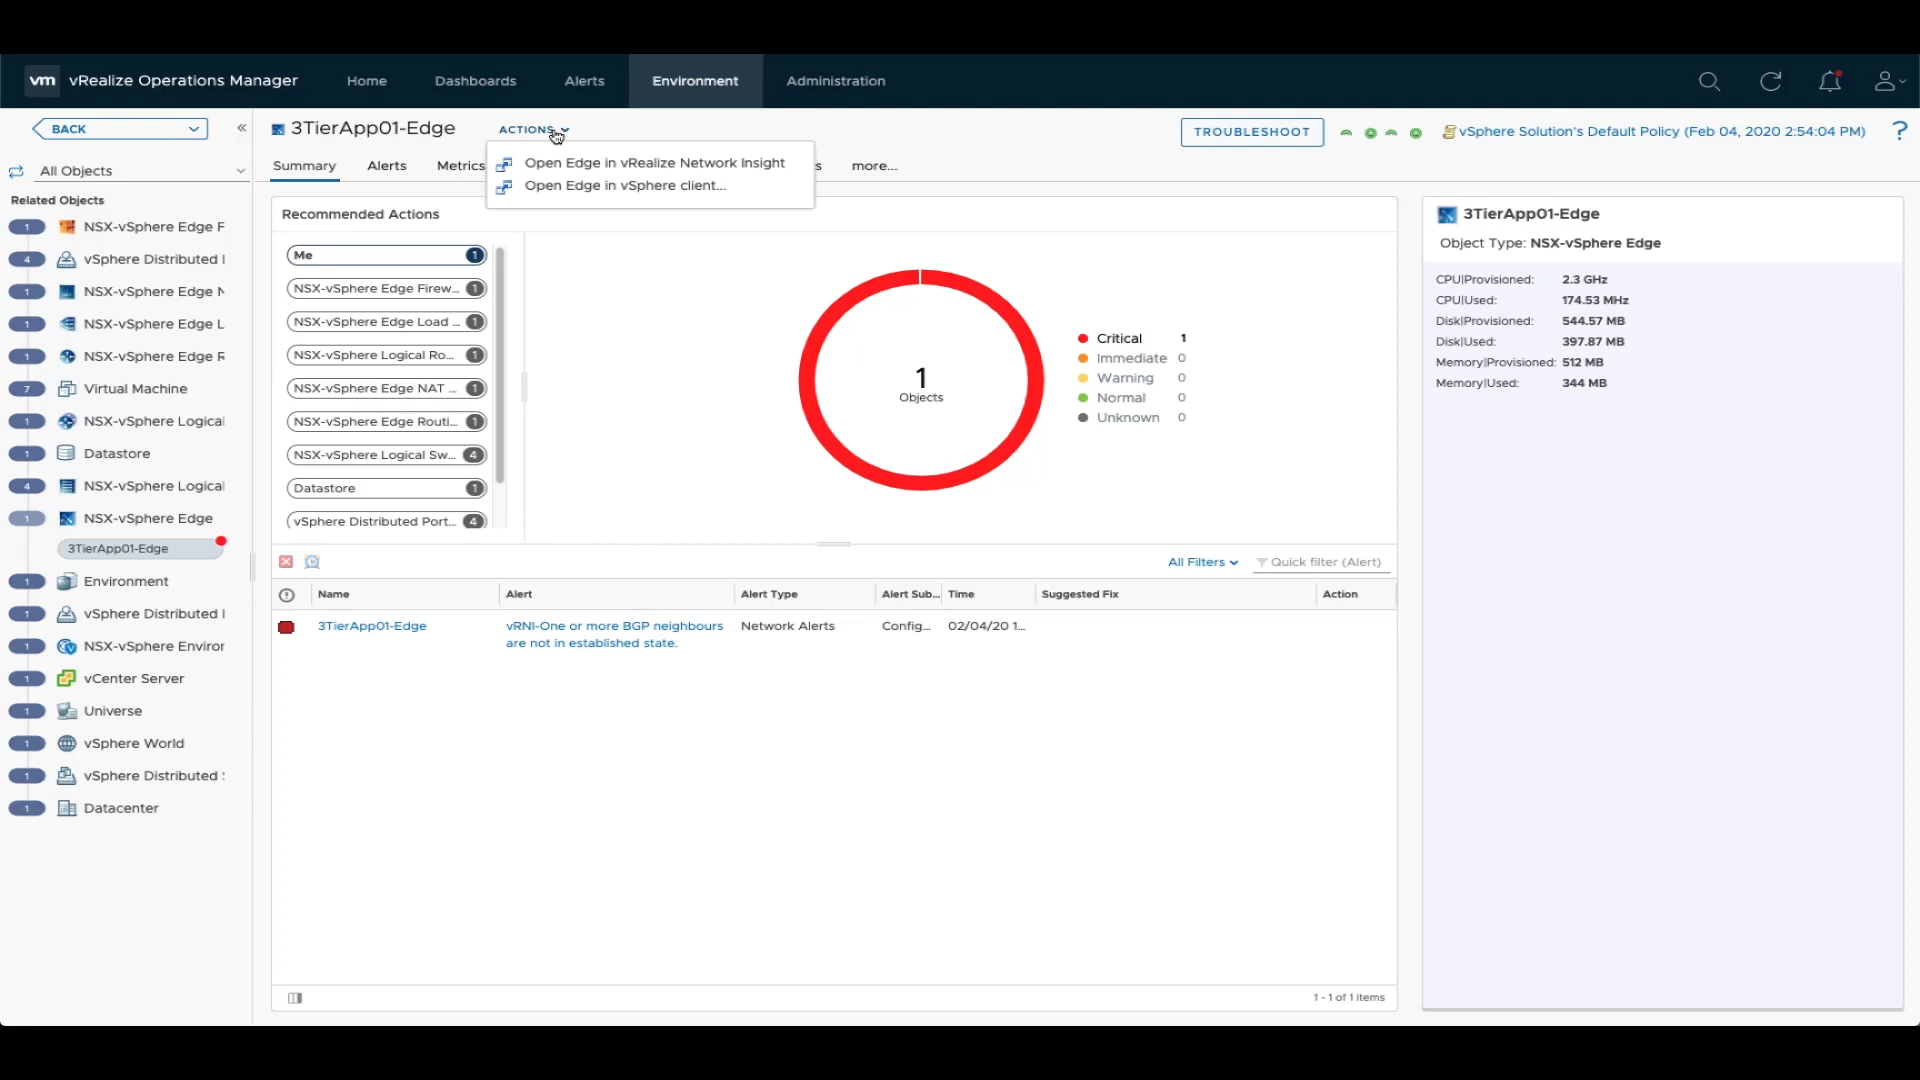 vm vRealize Operations Manager Home Dashboards Alerts Environment Administration
BACK
3TierApp01-Edge ACTIONS
TROUBLESHOOT
vSphere Solution's Default Policy (Feb 04, 2020 2:54:04 PM) ?
All Objects
Summary Alerts Metrics s more...
Open Edge in vRealize Network Insight
Open Edge in vSphere client...
Related Objects
1 NSX-vSphere Edge F
4 vSphere Distributed I
1 vSphere Edge N
1 NSX-vSphere Edge L
1 NSX-vSphere Edge R
7 Virtual Machine
1 NSX-vSphere Logical
1 Datastore
4 NSX-vSphere Logical
1 NSX-vSphere Edge
3TierApp01-Edge
1 Environment
1 vSphere Distributed I
1 NSX-vSphere Enviror
1 vCenter Server
1 Universe
1 vSphere World
1 vSphere Distributed :
1 Datacenter
Recommended Actions
Me 1
NSX-vSphere Edge Firew... 1
NSX-vSphere Edge Load ... 1
NSX-vSphere Logical Ro... 1
NSX-vSphere Edge NAT ... 1
NSX-vSphere Edge Routi... 1
NSX-vSphere Logical Sw... 4
Datastore 1
vSphere Distributed Port... 4
1
Objects
Critical 1
Immediate 0
Warning 0
Normal 0
Unknown 0
All Filters Quick filter (Alert)
Name Alert Alert Type Alert Sub... Time Suggested Fix Action
3TierApp01-Edge vRNI-One or more BGP neighbours Network Alerts Config... 02/04/20 1...
are not in established state.
1 - 1 of 1 items
3TierApp01-Edge
Object Type: NSX-vSphere Edge
CPU|Provisioned: 2.3 GHz
CPU|Used: 174.53 MHz
Disk|Provisioned: 544.57 MB
Disk|Used: 397.87 MB
Memory|Provisioned: 512 MB
Memory|Used: 344 MB